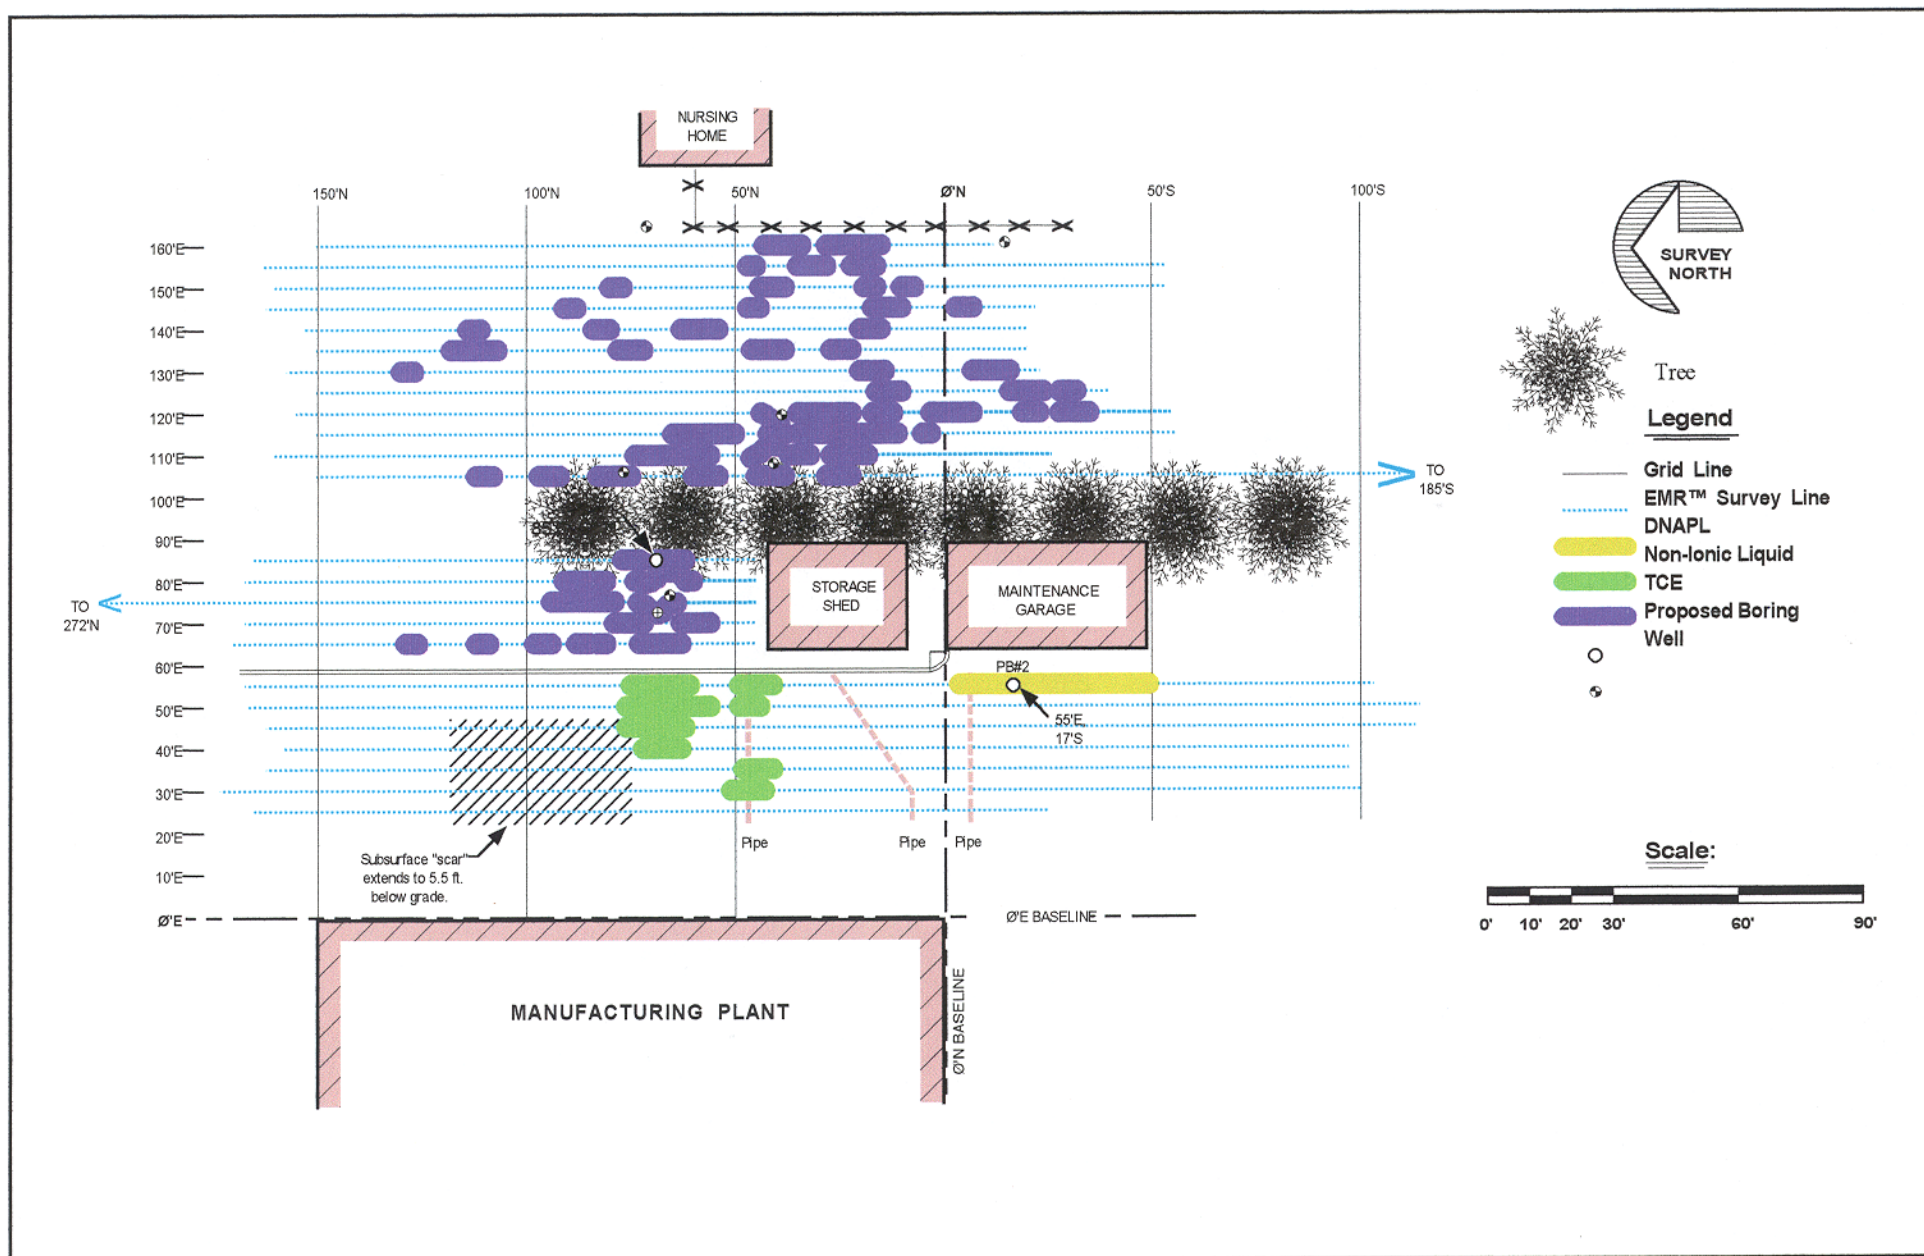 NURSING
HOME
150'N
100'N
50'N
Ø'N
50'S
100'S
160'E
150'E
140'E
130'E
120'E
110'E
100'E
90'E
80'E
70'E
60'E
50'E
40'E
30'E
20'E
10'E
Ø'E
SURVEY
NORTH
Tree
Legend
Grid Line
EMR™ Survey Line
DNAPL
Non-Ionic Liquid
TCE
Proposed Boring
Well
TO
185'S
TO
272'N
STORAGE
SHED
MAINTENANCE
GARAGE
PB#2
55'E,
17'S
Pipe
Pipe
Pipe
Subsurface "scar"
extends to 5.5 ft.
below grade.
Ø'E BASELINE
Ø'N BASELINE
MANUFACTURING PLANT
Scale:
0'
10'
20'
30'
60'
90'